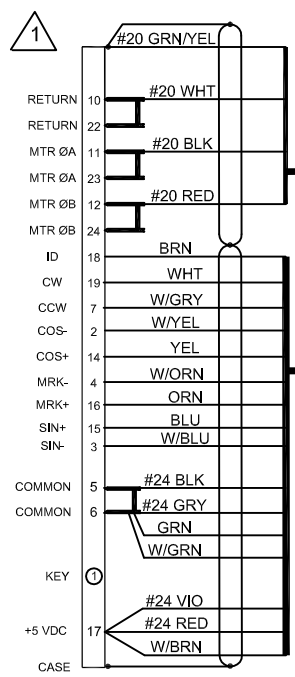 1
#20 GRN/YEL
RETURN 10 #20 WHT
RETURN 22
MTR ØA 11 #20 BLK
MTR ØA 23
MTR ØB 12 #20 RED
MTR ØB 24
ID 18 BRN
CW 19 WHT
CCW 7 W/GRY
COS- 2 W/YEL
COS+ 14 YEL
MRK- 4 W/ORN
MRK+ 16 ORN
SIN+ 15 BLU
SIN- 3 W/BLU
COMMON 5 #24 BLK
COMMON 6 #24 GRY
GRN
W/GRN
KEY 1
#24 VIO
+5 VDC 17 #24 RED
W/BRN
CASE